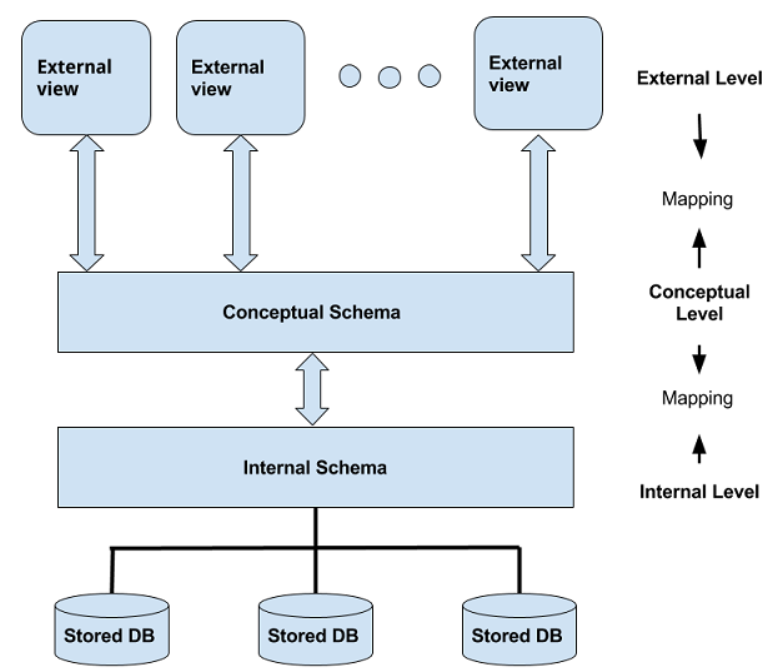 External
view
External
view
External
view
External Level
Mapping
Conceptual Schema
Conceptual
Level
Mapping
Internal Schema
Internal Level
Stored DB
Stored DB
Stored DB